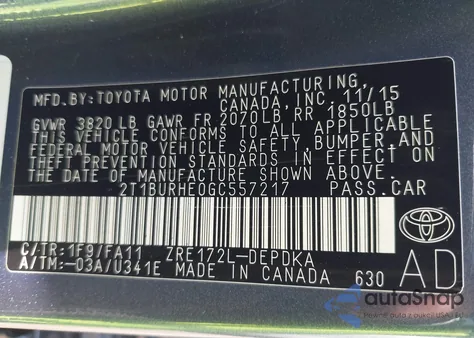 MFD.BY:TOYOTA MOTOR MANUFACTURING,
CANADA, INC. 11/15
GVWR 3820 LB GAWR FR 2070LB, RR 1850LB
THIS VEHICLE CONFORMS TO ALL APPLICABLE
FEDERAL MOTOR VEHICLE SAFETY, BUMPER, AND
THEFT PREVENTION STANDARDS IN EFFECT ON
THE DATE OF MANUFACTURE SHOWN ABOVE.
2T1BURHE0GC557217 PASS.CAR
C/TR:1F9/FA11 ZRE172L-DEPDKA
A/TM:-03A/U341E MADE IN CANADA 630
AD
TOYOTA
autoSnap